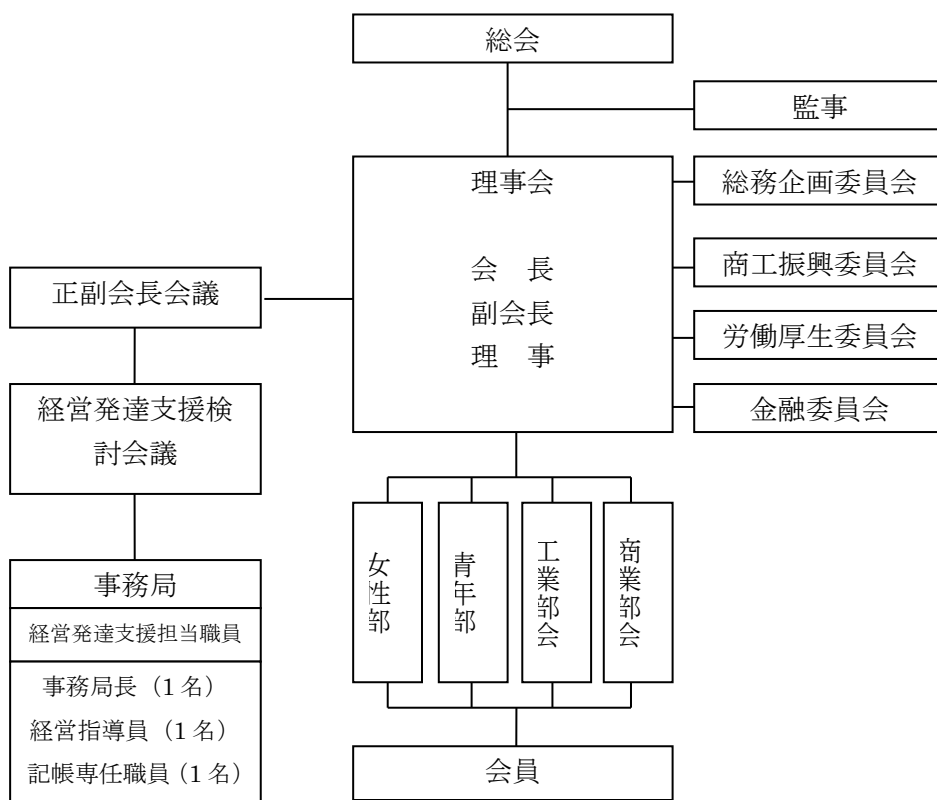 総会
監事
理事会
会　長
副会長
理　事
総務企画委員会
商工振興委員会
労働厚生委員会
金融委員会
正副会長会議
経営発達支援検
討会議
事務局
経営発達支援担当職員
事務局長（1名）
経営指導員（1名）
記帳専任職員（1名）
女性部
青年部
工業部会
商業部会
会員